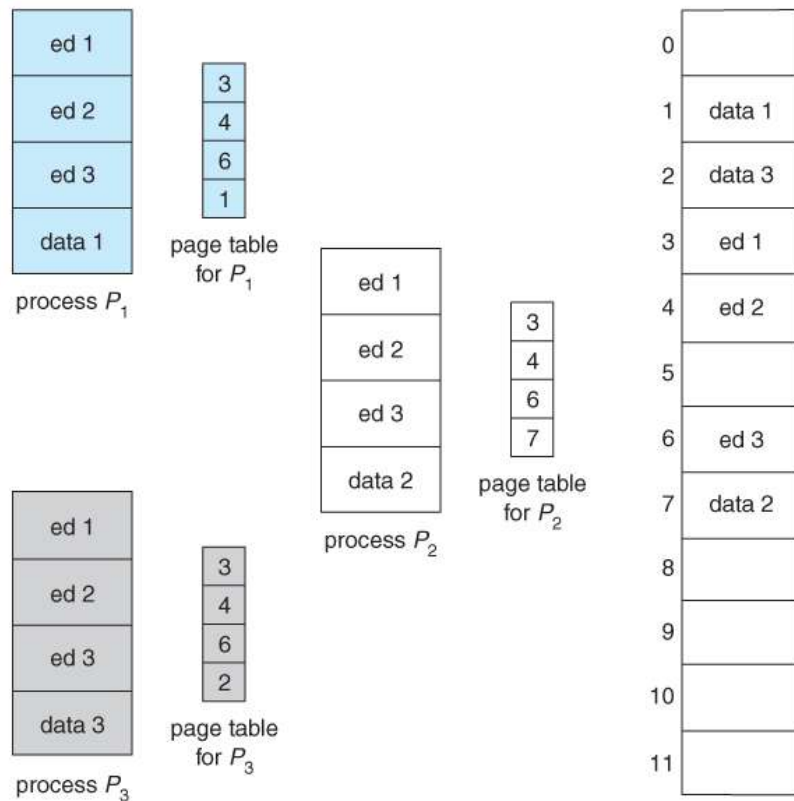 ed 1
ed 2
ed 3
data 1
process P1
3
4
6
1
page table
for P1
ed 1
ed 2
ed 3
data 2
process P2
3
4
6
7
page table
for P2
ed 1
ed 2
ed 3
data 3
process P3
3
4
6
2
page table
for P3
0
1 data 1
2 data 3
3 ed 1
4 ed 2
5
6 ed 3
7 data 2
8
9
10
11